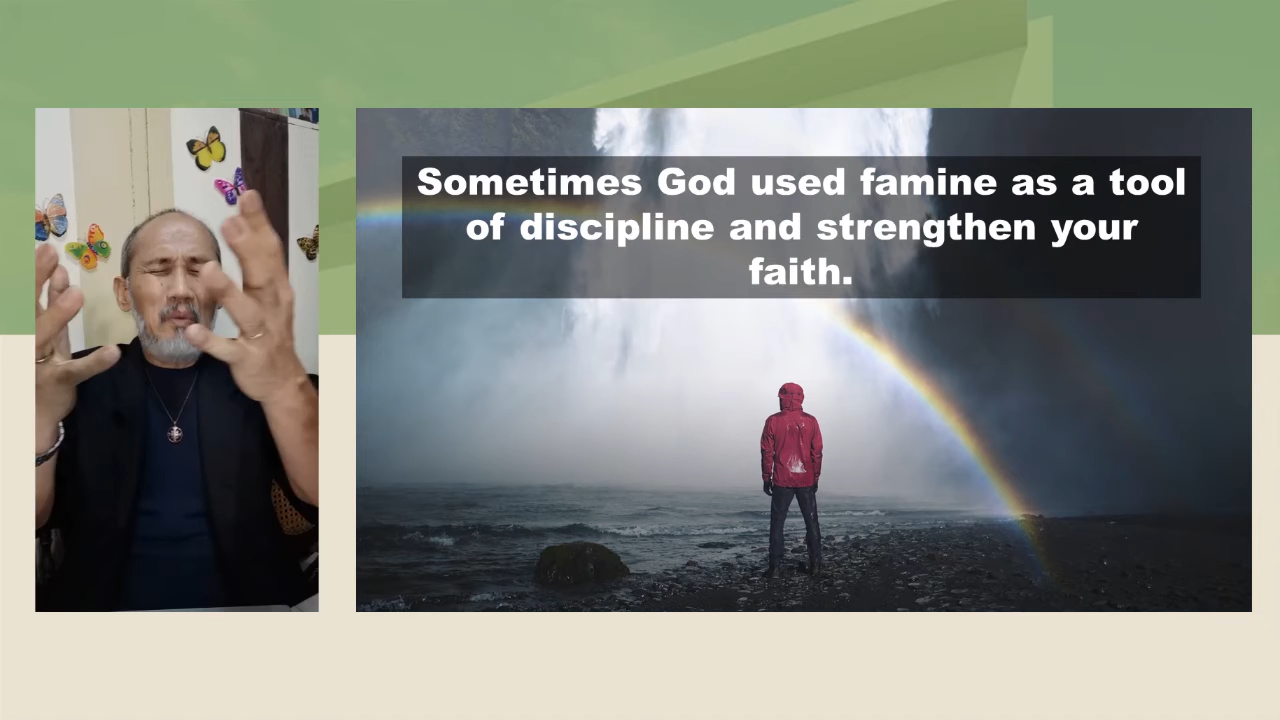 Sometimes God used famine as a tool
of discipline and strengthen your
faith.